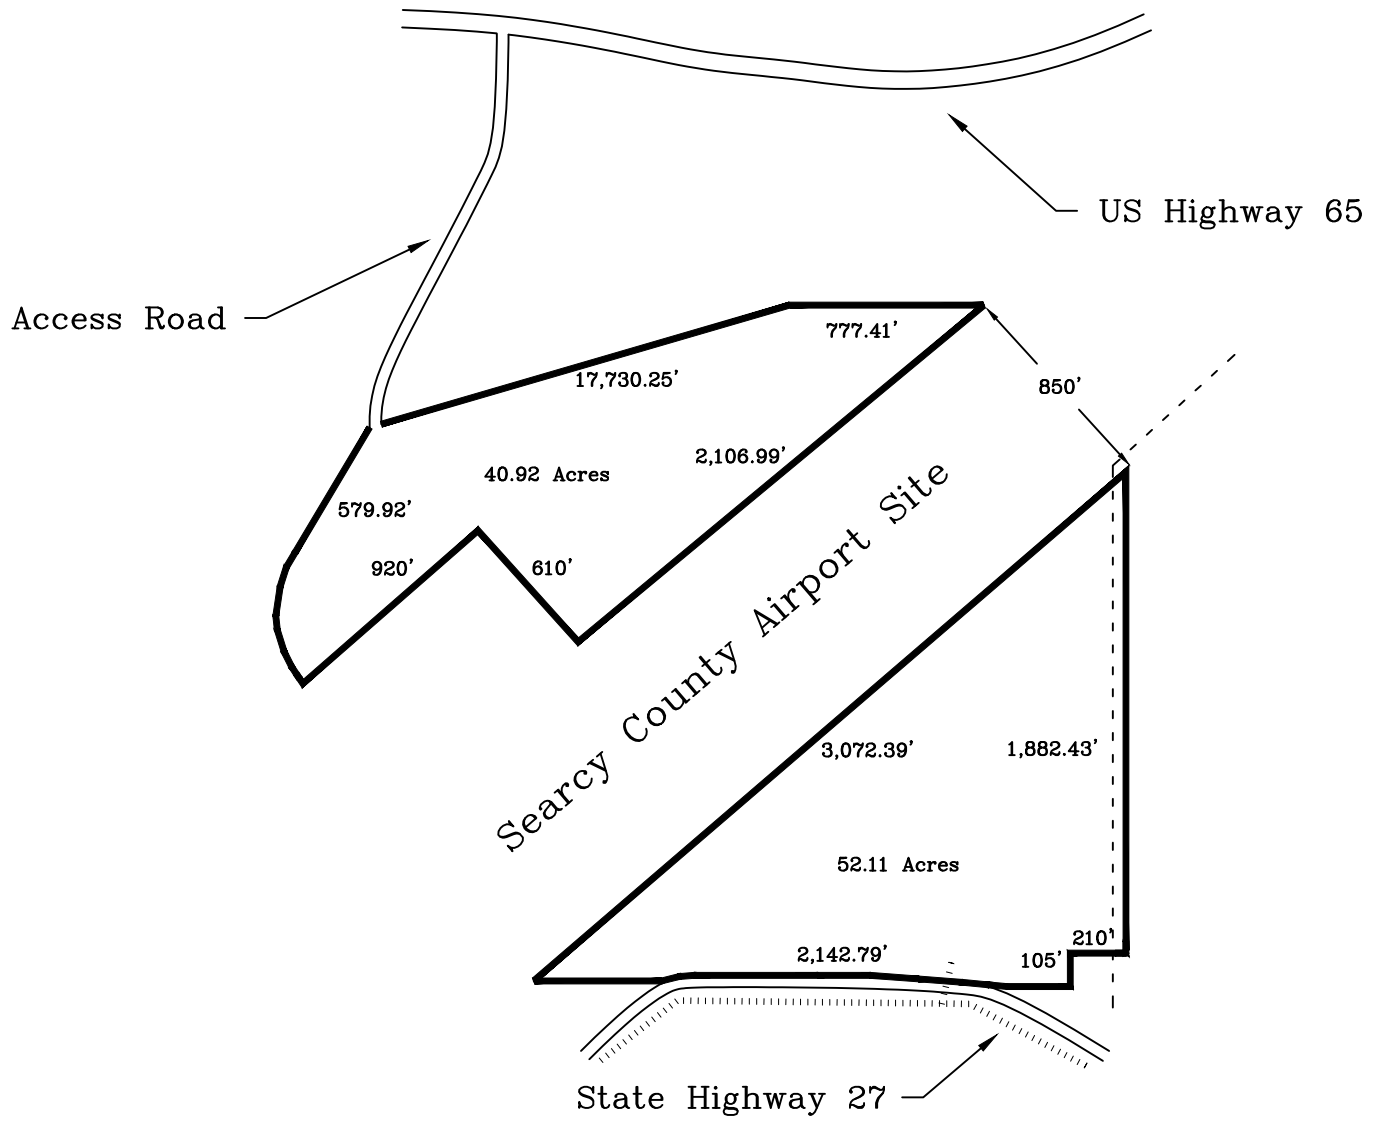 US Highway 65
Access Road
777.41'
17,730.25'
850'
2,106.99'
40.92 Acres
579.92'
920'
610'
Searcy County Airport Site
3,072.39'
1,882.43'
52.11 Acres
210'
2,142.79'
105'
State Highway 27